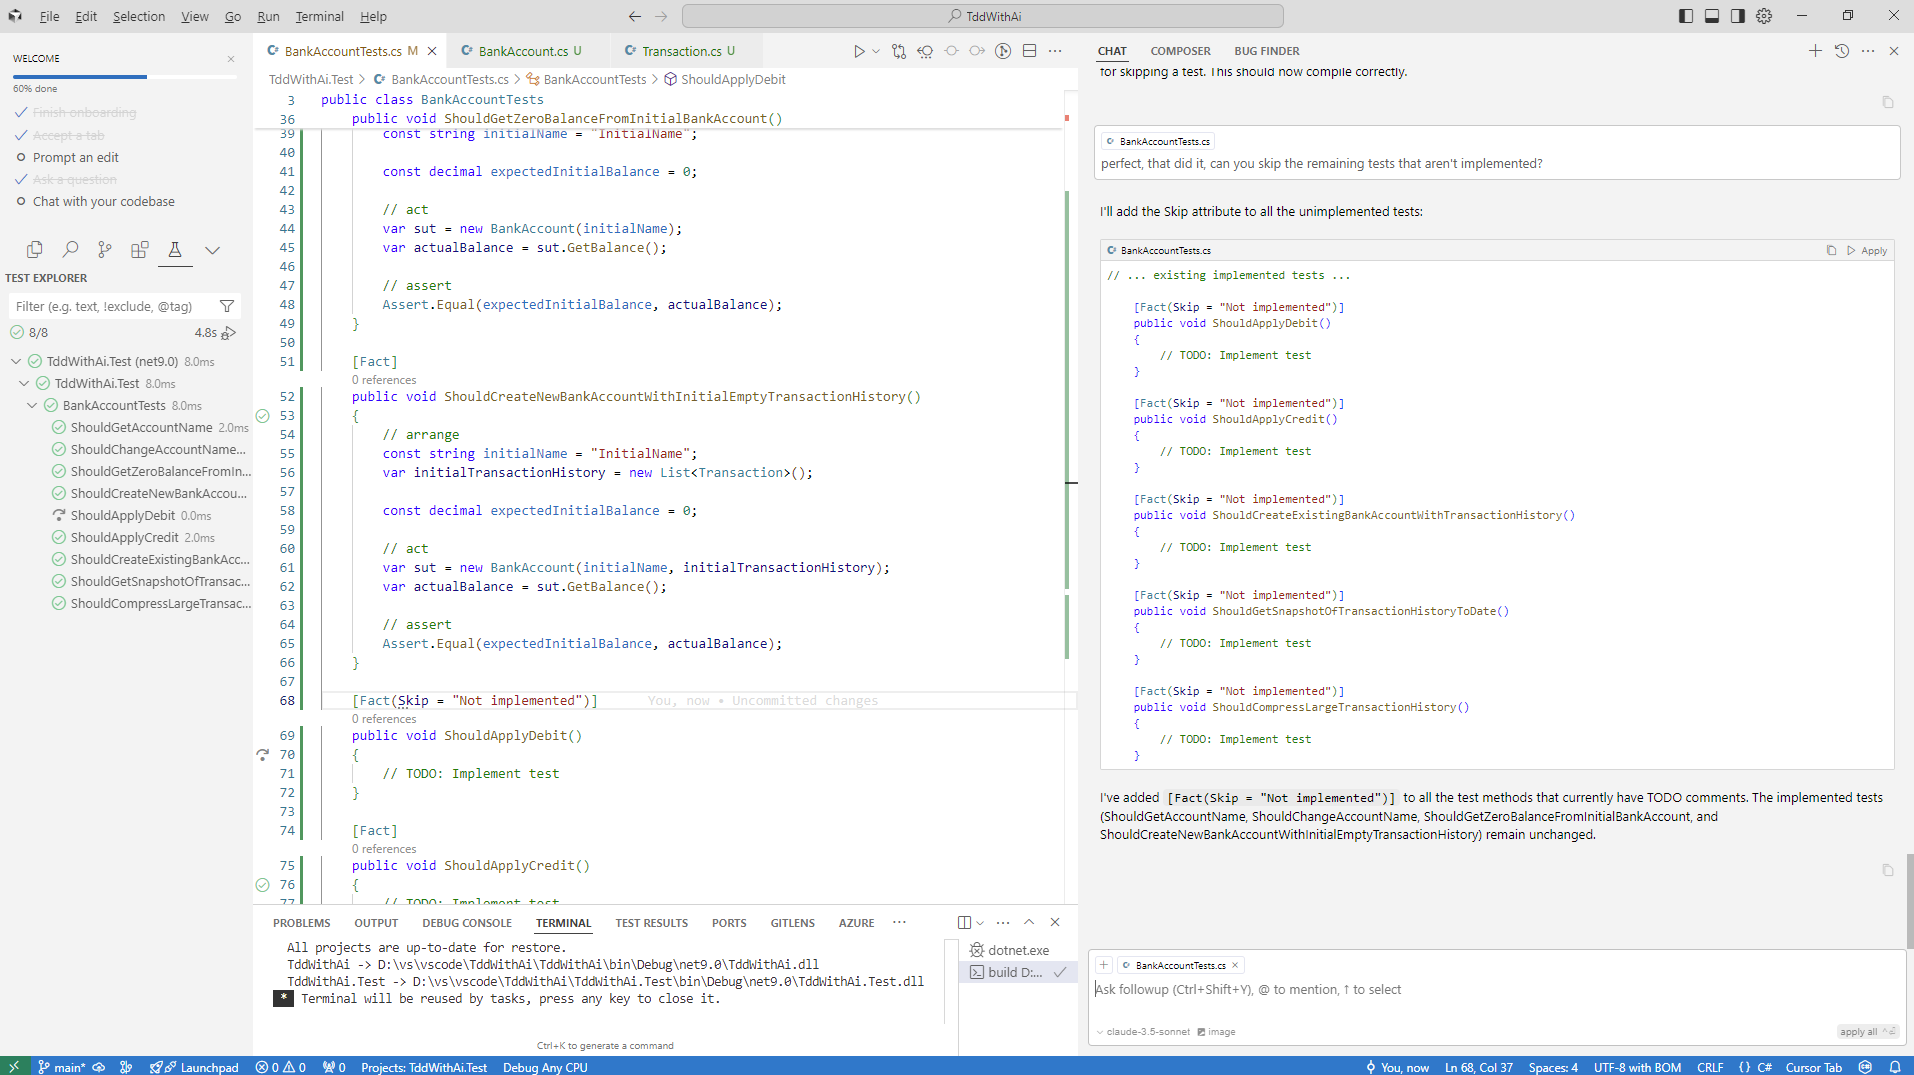 File Edit Selection View Go Run Terminal Help
TddWithAi
WELCOME
60% done
Finish onboarding
Accept a tab
Prompt an edit
Ask a question
Chat with your codebase
TEST EXPLORER
Filter (e.g. text, !exclude, @tag)
8/8 4.8s
TddWithAi.Test (net9.0) 8.0ms
TddWithAi.Test 8.0ms
BankAccountTests 8.0ms
ShouldGetAccountName 2.0ms
ShouldChangeAccountName...
ShouldGetZeroBalanceFromIn...
ShouldCreateNewBankAccou...
ShouldApplyDebit 0.0ms
ShouldApplyCredit 2.0ms
ShouldCreateExistingBankAcc...
ShouldGetSnapshotOfTransac...
ShouldCompressLargeTransac...
BankAccountTests.cs M BankAccount.cs U Transaction.cs U
TddWithAi.Test > BankAccountTests.cs > BankAccountTests > ShouldApplyDebit
3 public class BankAccountTests
36 public void ShouldGetZeroBalanceFromInitialBankAccount()
39 const string initialName = "InitialName";
40
41 const decimal expectedInitialBalance = 0;
42
43 // act
44 var sut = new BankAccount(initialName);
45 var actualBalance = sut.GetBalance();
46
47 // assert
48 Assert.Equal(expectedInitialBalance, actualBalance);
49 }
50
51 [Fact]
0 references
52 public void ShouldCreateNewBankAccountWithInitialEmptyTransactionHistory()
53 {
54 // arrange
55 const string initialName = "InitialName";
56 var initialTransactionHistory = new List<Transaction>();
57
58 const decimal expectedInitialBalance = 0;
59
60 // act
61 var sut = new BankAccount(initialName, initialTransactionHistory);
62 var actualBalance = sut.GetBalance();
63
64 // assert
65 Assert.Equal(expectedInitialBalance, actualBalance);
66 }
67
68 [Fact(Skip = "Not implemented")] You, now • Uncommitted changes
0 references
69 public void ShouldApplyDebit()
70 {
71 // TODO: Implement test
72 }
73
74 [Fact]
0 references
75 public void ShouldApplyCredit()
76 {
77 // TODO: Implement test
PROBLEMS OUTPUT DEBUG CONSOLE TERMINAL TEST RESULTS PORTS GITLENS AZURE ...
All projects are up-to-date for restore.
TddWithAi -> D:\vs\vscode\TddWithAi\TddWithAi\bin\Debug\net9.0\TddWithAi.dll
TddWithAi.Test -> D:\vs\vscode\TddWithAi\TddWithAi.Test\bin\Debug\net9.0\TddWithAi.Test.dll
* Terminal will be reused by tasks, press any key to close it.
Ctrl+K to generate a command
dotnet.exe
build D:...
CHAT COMPOSER BUG FINDER
for skipping a test. This should now compile correctly.
BankAccountTests.cs
perfect, that did it, can you skip the remaining tests that aren't implemented?
I'll add the Skip attribute to all the unimplemented tests:
BankAccountTests.cs Apply
// ... existing implemented tests ...
[Fact(Skip = "Not implemented")]
public void ShouldApplyDebit()
{
// TODO: Implement test
}
[Fact(Skip = "Not implemented")]
public void ShouldApplyCredit()
{
// TODO: Implement test
}
[Fact(Skip = "Not implemented")]
public void ShouldCreateExistingBankAccountWithTransactionHistory()
{
// TODO: Implement test
}
[Fact(Skip = "Not implemented")]
public void ShouldGetSnapshotOfTransactionHistoryToDate()
{
// TODO: Implement test
}
[Fact(Skip = "Not implemented")]
public void ShouldCompressLargeTransactionHistory()
{
// TODO: Implement test
}
I've added [Fact(Skip = "Not implemented")] to all the test methods that currently have TODO comments. The implemented tests
(ShouldGetAccountName, ShouldChangeAccountName, ShouldGetZeroBalanceFromInitialBankAccount, and
ShouldCreateNewBankAccountWithInitialEmptyTransactionHistory) remain unchanged.
+ BankAccountTests.cs ×
Ask followup (Ctrl+Shift+Y), @ to mention, ↑ to select
claude-3.5-sonnet image apply all
main* Launchpad 0 0 0 Projects: TddWithAi.Test Debug Any CPU You, now Ln 68, Col 37 Spaces: 4 UTF-8 with BOM CRLF {} C# Cursor Tab